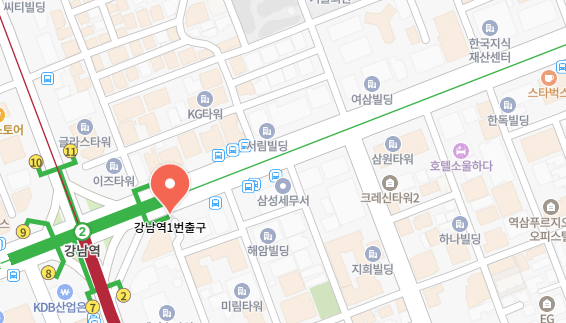 씨티빌딩
한국지식
재산센터
스타벅스
KG타워
여삼빌딩
한독빌딩
스토어
글라스타워
서림빌딩
11
10
삼원타워
호텔소울하다
이즈타워
삼성세무서
크레신타워2
강남역1번출구
역삼푸르지오
오피스텔
9
2
강남역
하나빌딩
해암빌딩
지희빌딩
8
2
7
KDB산업은
미림타워
EG